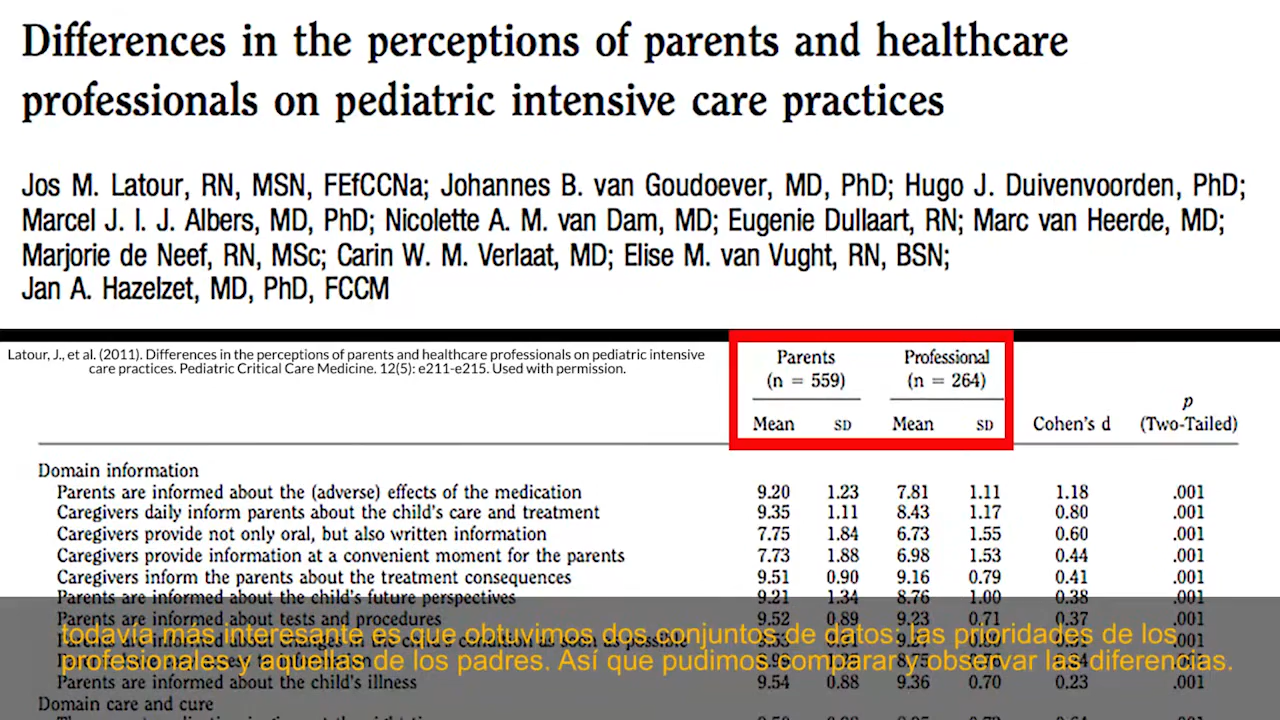 Differences in the perceptions of parents and healthcare
professionals on pediatric intensive care practices
Jos M. Latour, RN, MSN, FEfCCNa; Johannes B. van Goudoever, MD, PhD; Hugo J. Duivenvoorden, PhD;
Marcel J. I. J. Albers, MD, PhD; Nicolette A. M. van Dam, MD; Eugenie Dullaart, RN; Marc van Heerde, MD;
Marjorie de Neef, RN, MSc; Carin W. M. Verlaat, MD; Elise M. van Vught, RN, BSN;
Jan A. Hazelzet, MD, PhD, FCCM
Latour, J., et al. (2011). Differences in the perceptions of parents and healthcare professionals on pediatric intensive
care practices. Pediatric Critical Care Medicine. 12(5): e211-e215. Used with permission.
Parents Professional
(n = 559) (n = 264)
p
Mean SD Mean SD Cohen's d (Two-Tailed)
Domain information
Parents are informed about the (adverse) effects of the medication 9.20 1.23 7.81 1.11 1.18 .001
Caregivers daily inform parents about the child's care and treatment 9.35 1.11 8.43 1.17 0.80 .001
Caregivers provide not only oral, but also written information 7.75 1.84 6.73 1.55 0.60 .001
Caregivers provide information at a convenient moment for the parents 7.73 1.88 6.98 1.53 0.44 .001
Caregivers inform the parents about the treatment consequences 9.51 0.90 9.16 0.79 0.41 .001
Parents are informed about the child's future perspectives 9.21 1.34 8.76 1.00 0.38 .001
Parents are informed about tests and procedures 9.52 0.89 9.23 0.71 0.37 .001
todavía más interesante es que obtuvimos dos conjuntos de datos, las prioridades de los
profesionales y aquellas de los padres. Así que pudimos comparar y observar las diferencias.
Parents are informed about the child's illness 9.54 0.88 9.36 0.70 0.23 .001
Domain care and cure